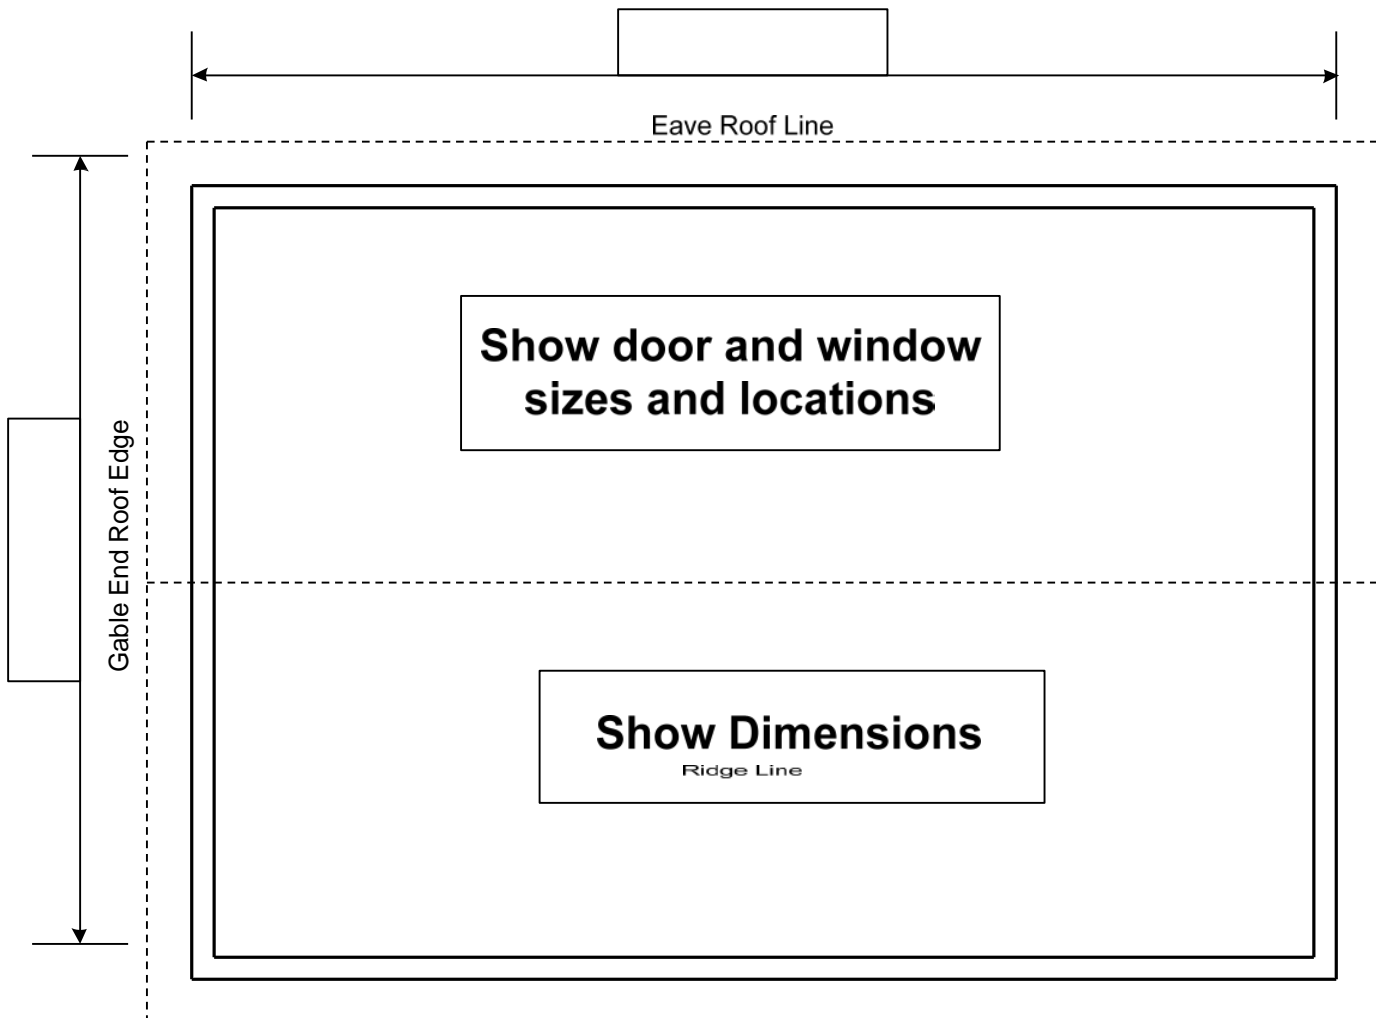 Eave Roof Line
Show door and window
sizes and locations
Gable End Roof Edge
Show Dimensions
Ridge Line